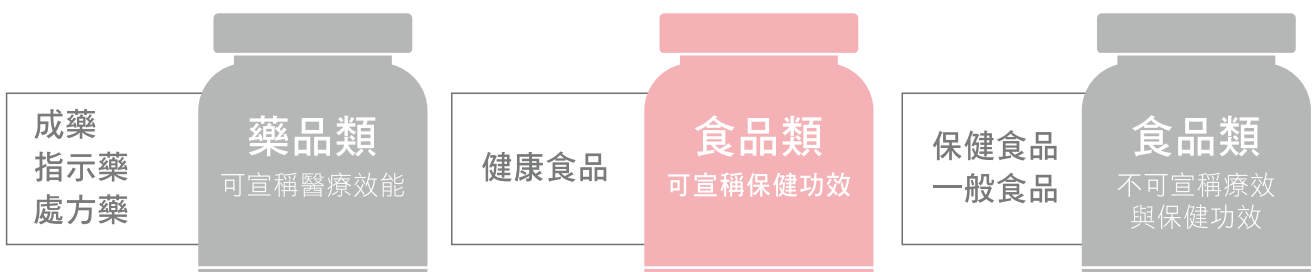 成藥
指示藥
處方藥
藥品類
可宣稱醫療效能
健康食品
食品類
可宣稱保健功效
保健食品
一般食品
食品類
不可宣稱療效
與保健功效